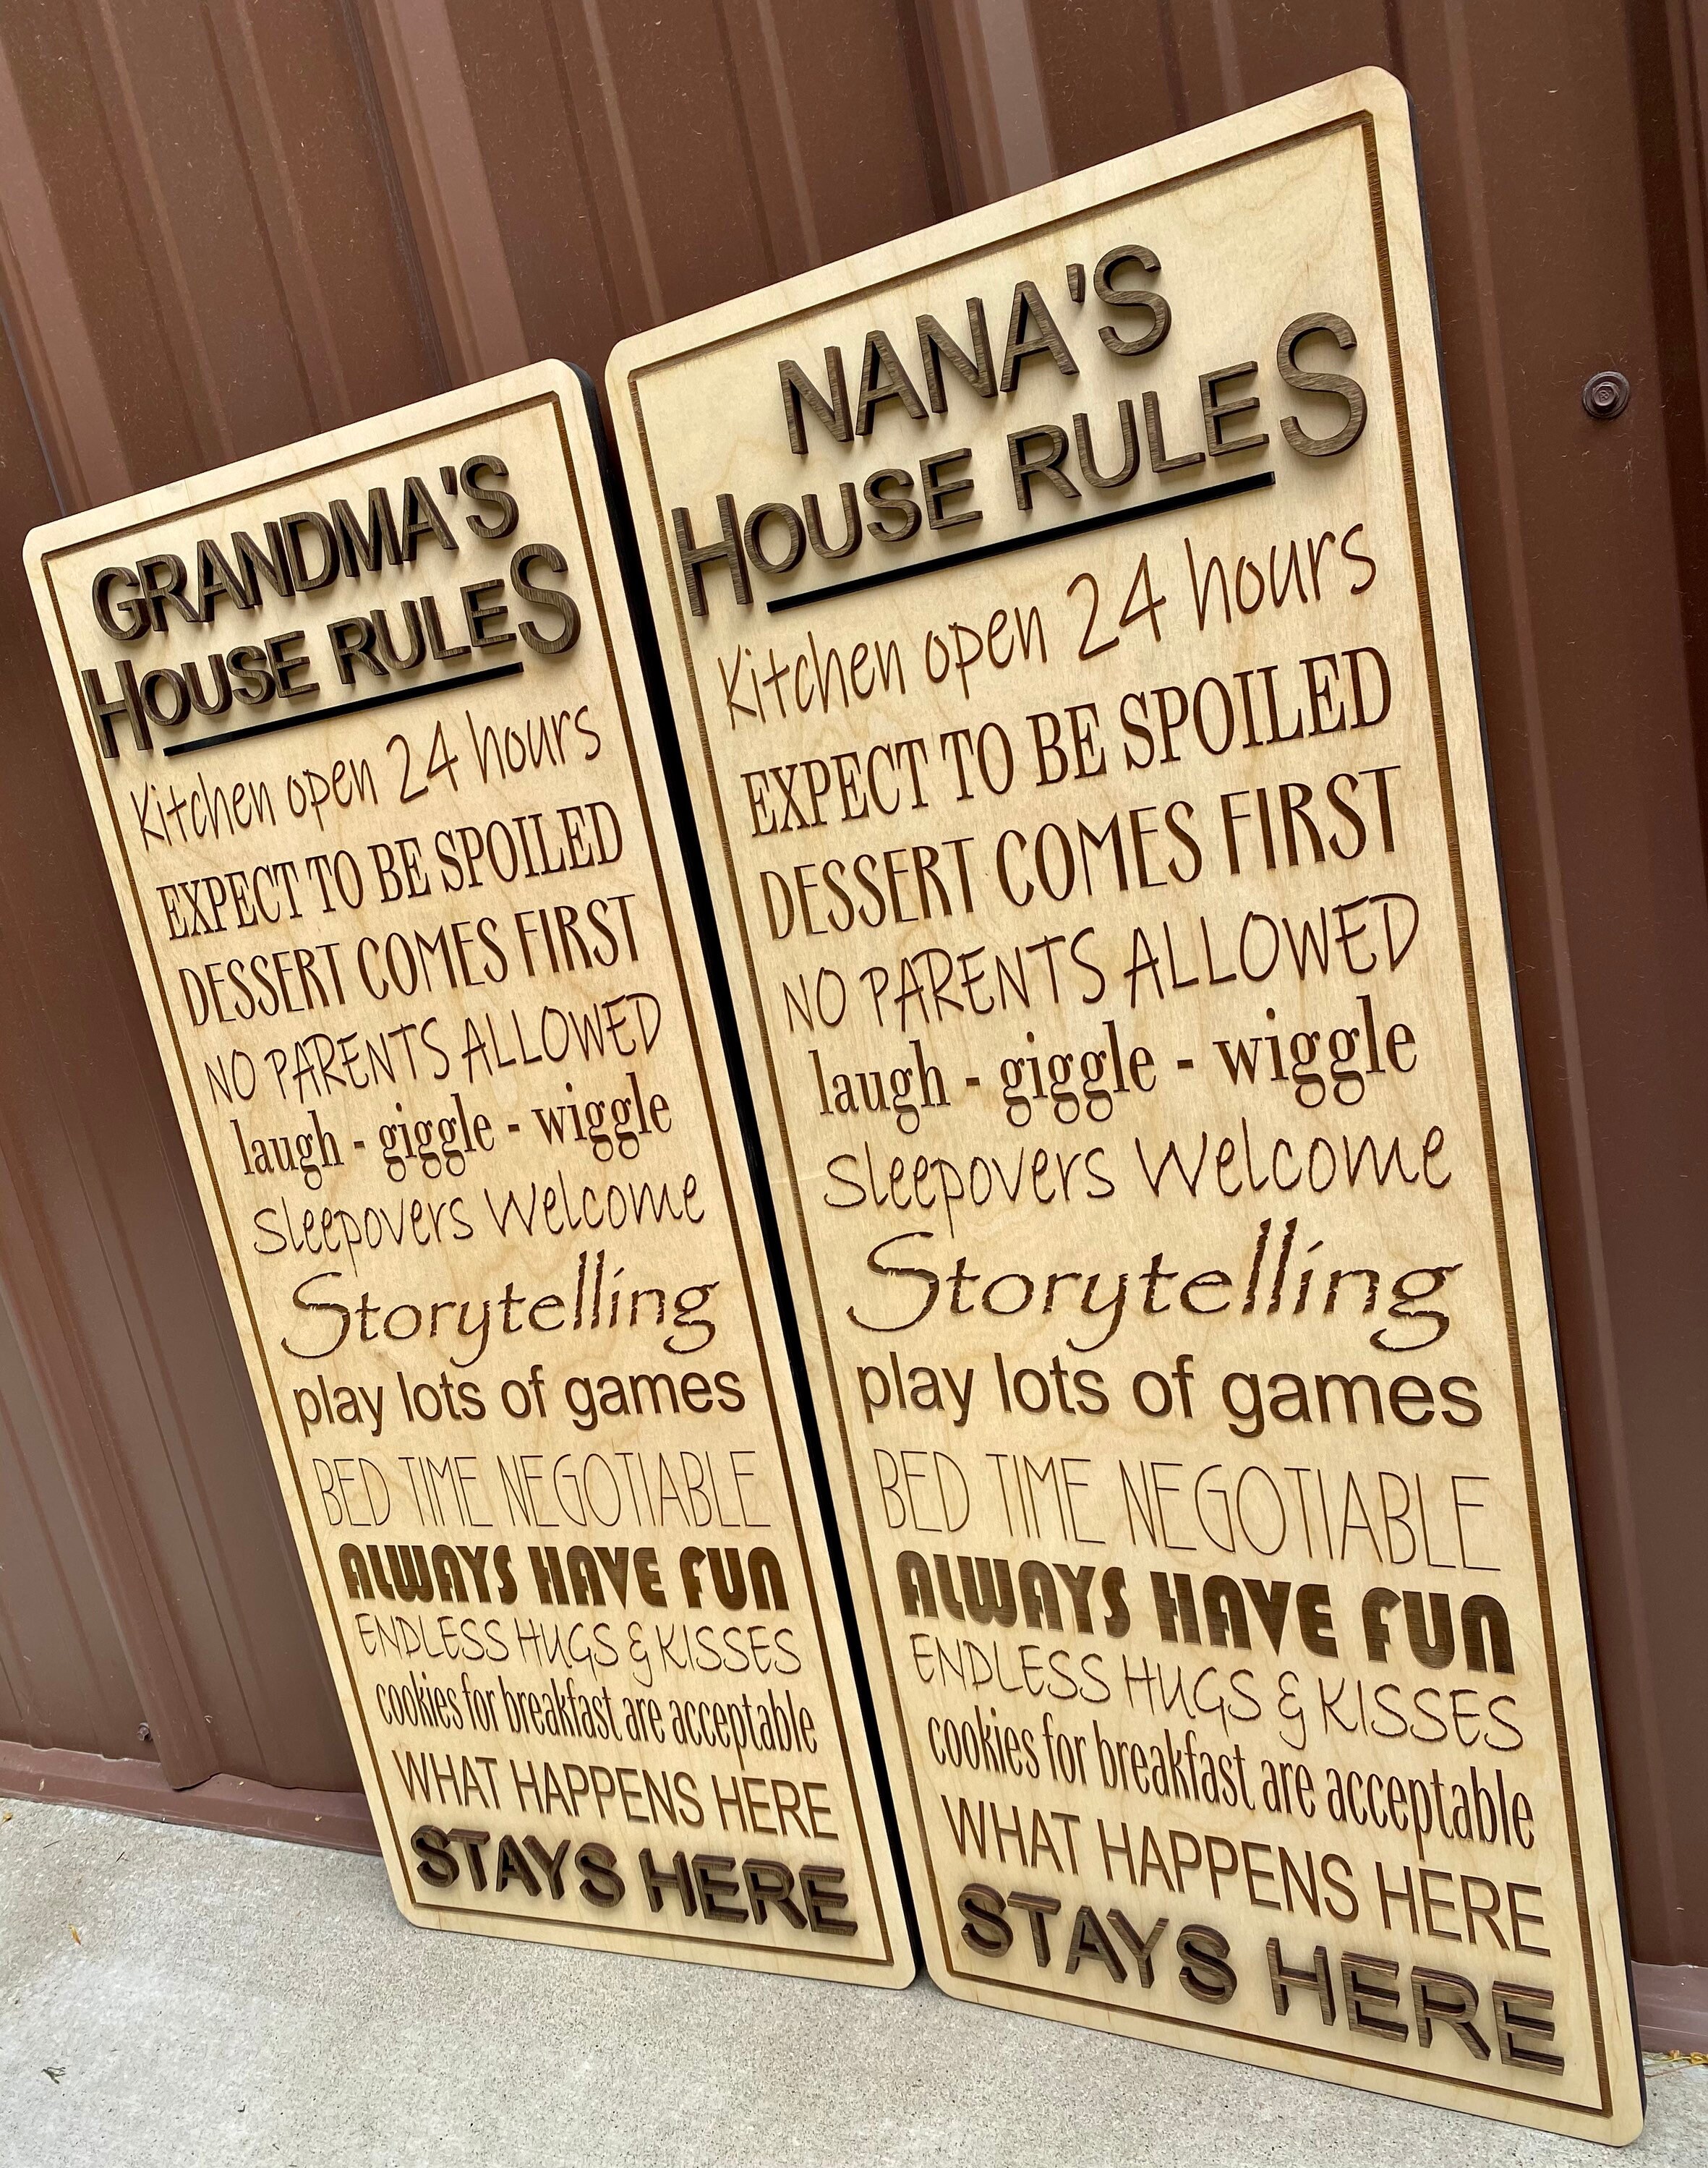 GRANDMA'S
HOUSE RULES
Kitchen open 24 hours
EXPECT TO BE SPOILED
DESSERT COMES FIRST
NO PARENTS ALLOWED
laugh - giggle - wiggle
Sleepovers Welcome
Storytelling
play lots of games
BED TIME NEGOTIABLE
ALWAYS HAVE FUN
ENDLESS HUGS & KISSES
cookies for breakfast are acceptable
WHAT HAPPENS HERE
STAYS HERE
NANA'S
HOUSE RULES
Kitchen open 24 hours
EXPECT TO BE SPOILED
DESSERT COMES FIRST
NO PARENTS ALLOWED
laugh - giggle - wiggle
Sleepovers Welcome
Storytelling
play lots of games
BED TIME NEGOTIABLE
ALWAYS HAVE FUN
ENDLESS HUGS & KISSES
cookies for breakfast are acceptable
WHAT HAPPENS HERE
STAYS HERE